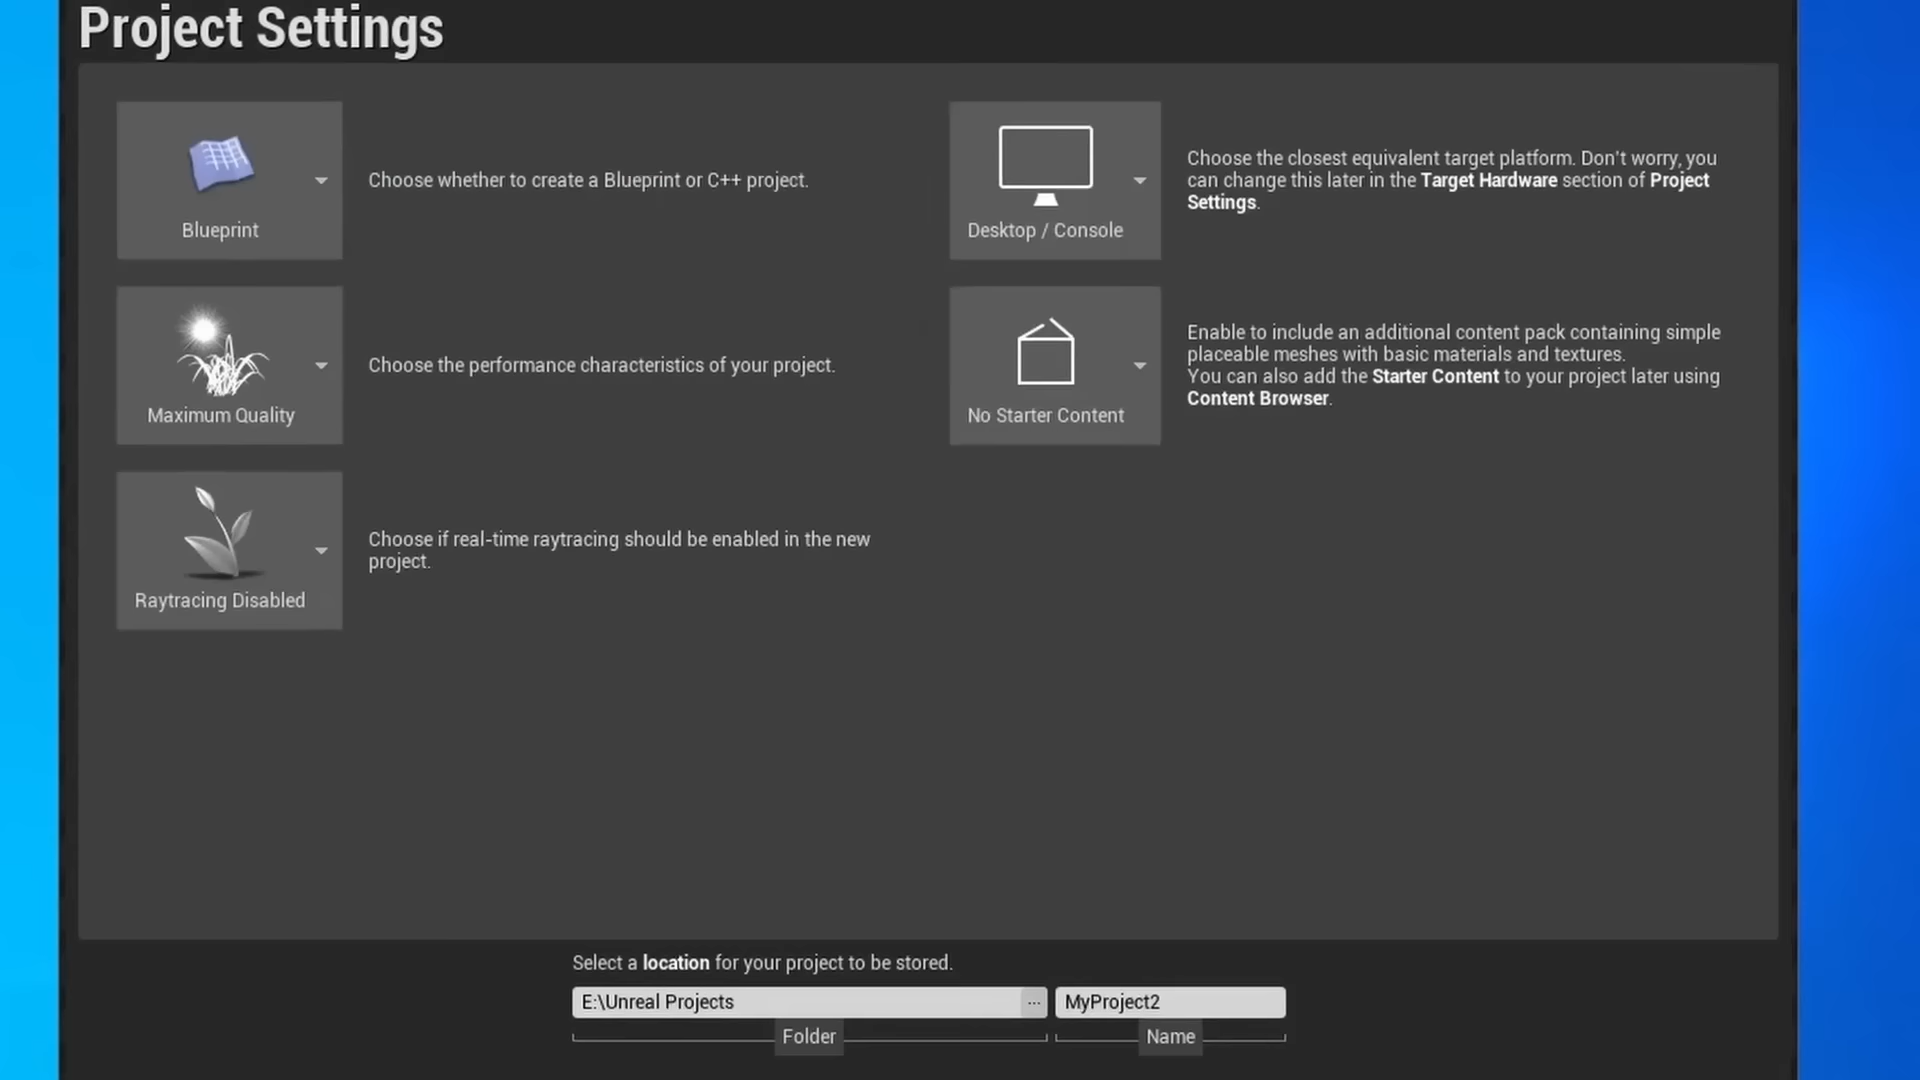 Project Settings
Blueprint
Choose whether to create a Blueprint or C++ project.
Desktop / Console
Choose the closest equivalent target platform. Don't worry, you
can change this later in the Target Hardware section of Project
Settings.
Maximum Quality
Choose the performance characteristics of your project.
No Starter Content
Enable to include an additional content pack containing simple
placeable meshes with basic materials and textures.
You can also add the Starter Content to your project later using
Content Browser.
Raytracing Disabled
Choose if real-time raytracing should be enabled in the new
project.
Select a location for your project to be stored.
E:\Unreal Projects
...
MyProject2
Folder
Name